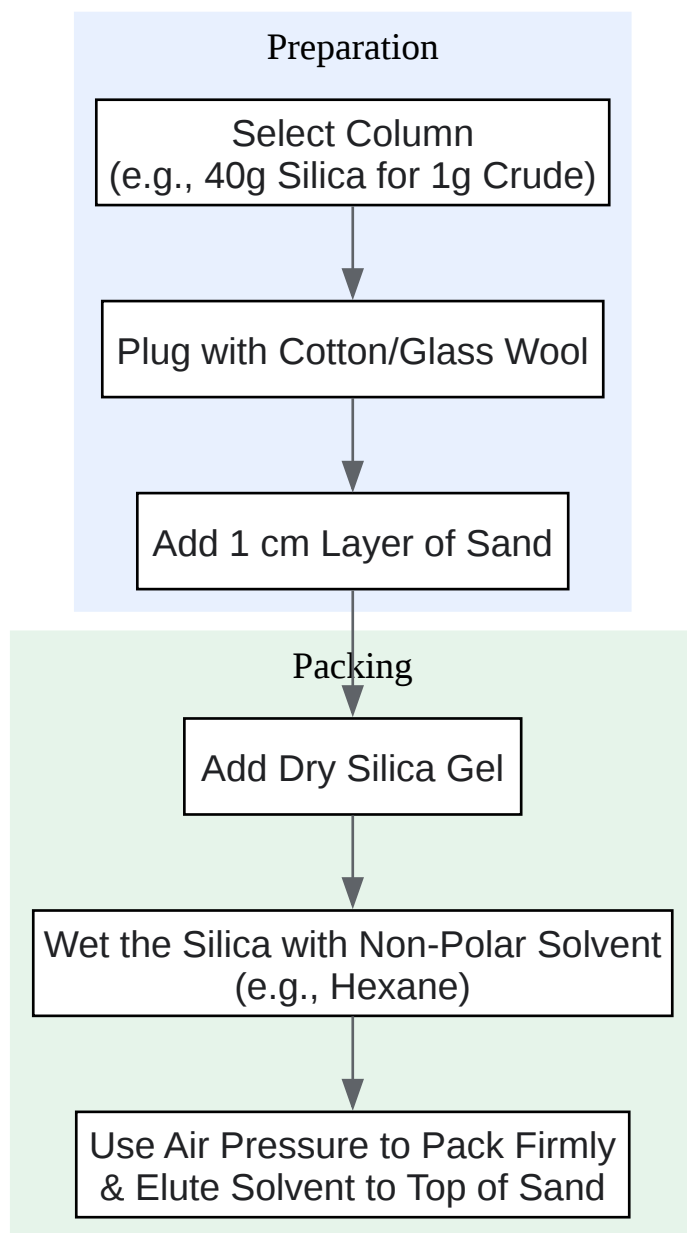 Preparation
Select Column
(e.g., 40g Silica for 1g Crude)
Plug with Cotton/Glass Wool
Add 1 cm Layer of Sand
Packing
Add Dry Silica Gel
Wet the Silica with Non-Polar Solvent
(e.g., Hexane)
Use Air Pressure to Pack Firmly
& Elute Solvent to Top of Sand